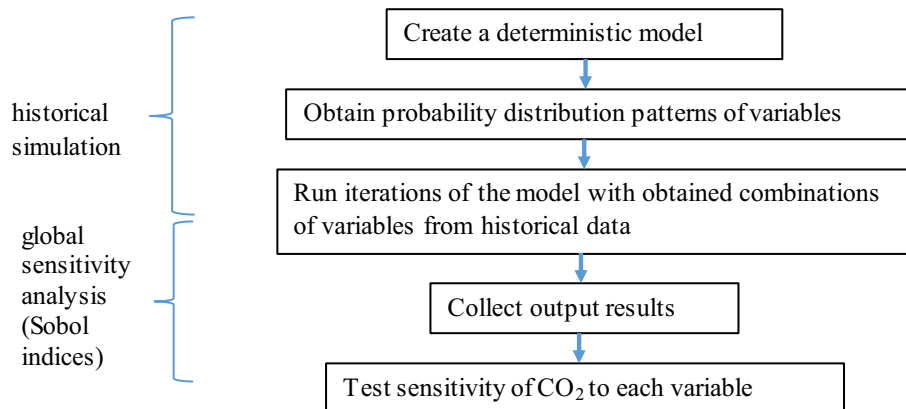 Create a deterministic model
historical
simulation
Obtain probability distribution patterns of variables
Run iterations of the model with obtained combinations
of variables from historical data
global
sensitivity
analysis
(Sobol
indices)
Collect output results
Test sensitivity of CO₂ to each variable